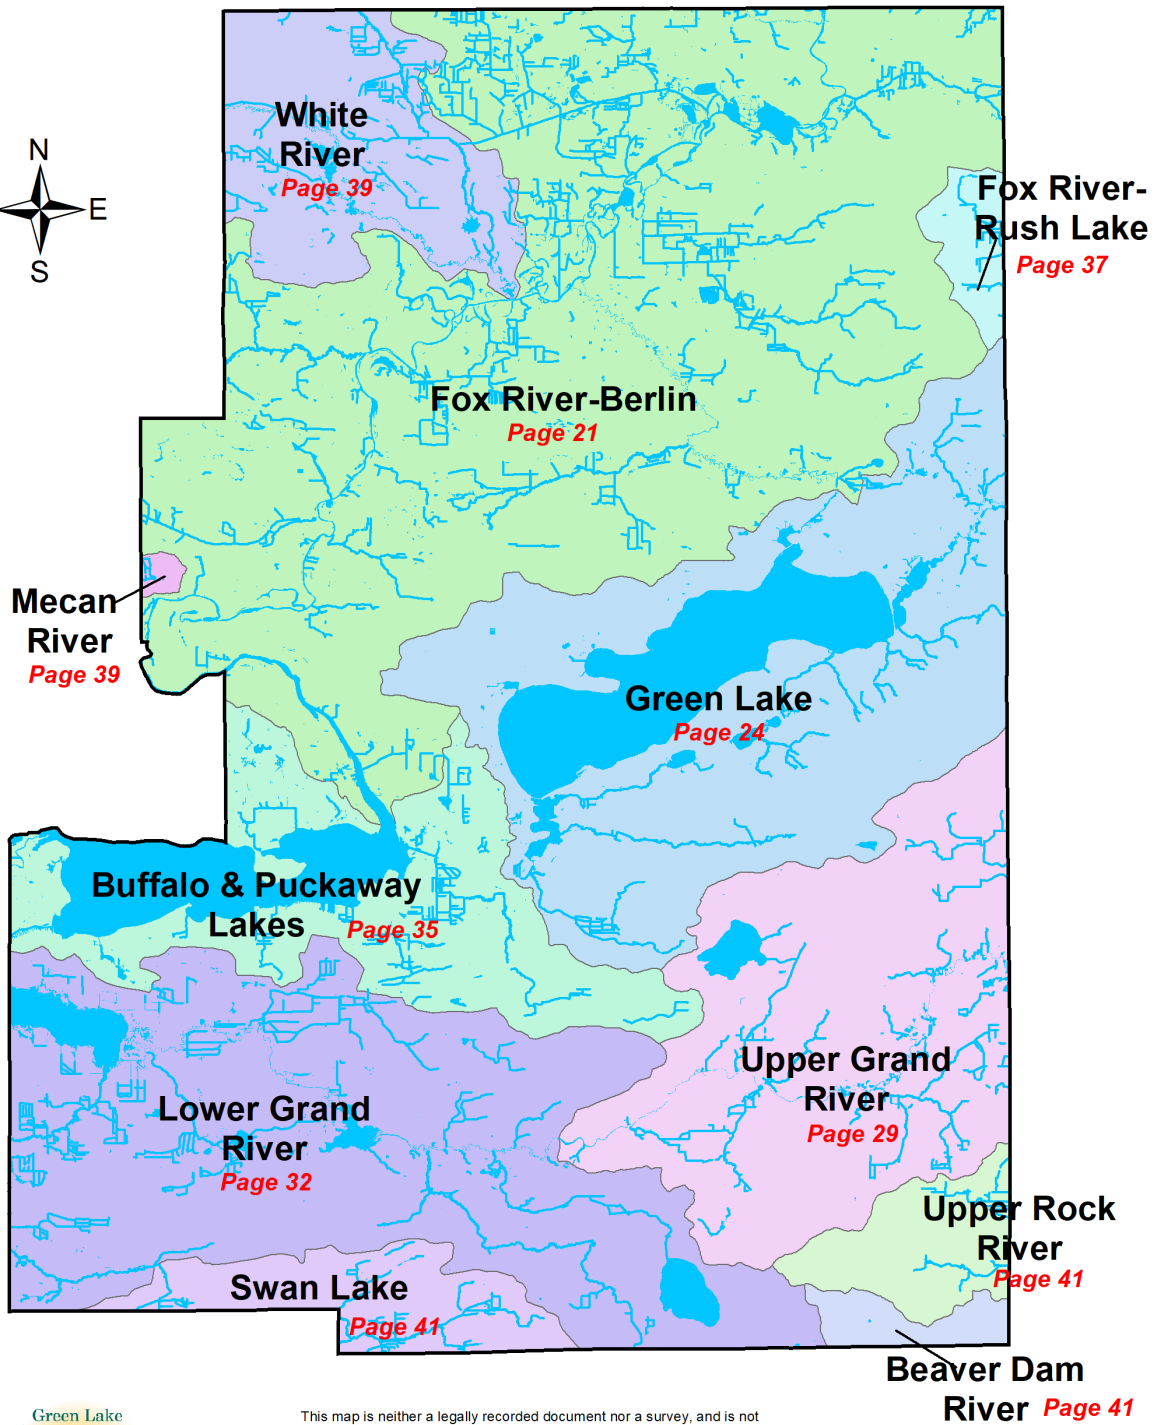 White
River
Page 39
N
E
S
Fox River-
Rush Lake
Page 37
Fox River-Berlin
Page 21
Mecan
River
Page 39
Green Lake
Page 24
Buffalo & Puckaway
Lakes Page 35
Upper Grand
River
Page 29
Lower Grand
River
Page 32
Upper Rock
River
Page 41
Swan Lake
Page 41
Beaver Dam
River Page 41
Green Lake
This map is neither a legally recorded document nor a survey, and is not